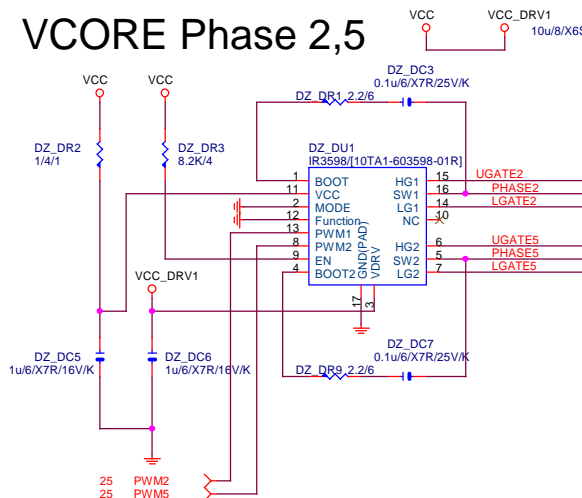 VCORE Phase 2,5
VCC
VCC_DRV1
10u/8/X6S
VCC
VCC
DZ_DC3
0.1u/6/X7R/25V/K
DZ_DR1
2.2/6
DZ_DR2
1/4/1
DZ_DR3
8.2K/4
DZ_DU1
IR3598/[10TA1-603598-01R]
1 BOOT HG1 15 UGATE2
11 VCC SW1 16 PHASE2
2 MODE LG1 14 LGATE2
12 Function NC 10
13 PWM1
8 PWM2 HG2 6 UGATE5
9 EN SW2 5 PHASE5
4 BOOT2 LG2 7 LGATE5
GND(PAD)
VDRV
17
3
VCC_DRV1
DZ_DC5
1u/6/X7R/16V/K
DZ_DC6
1u/6/X7R/16V/K
DZ_DC7
0.1u/6/X7R/25V/K
DZ_DR9
2.2/6
25 PWM2
25 PWM5